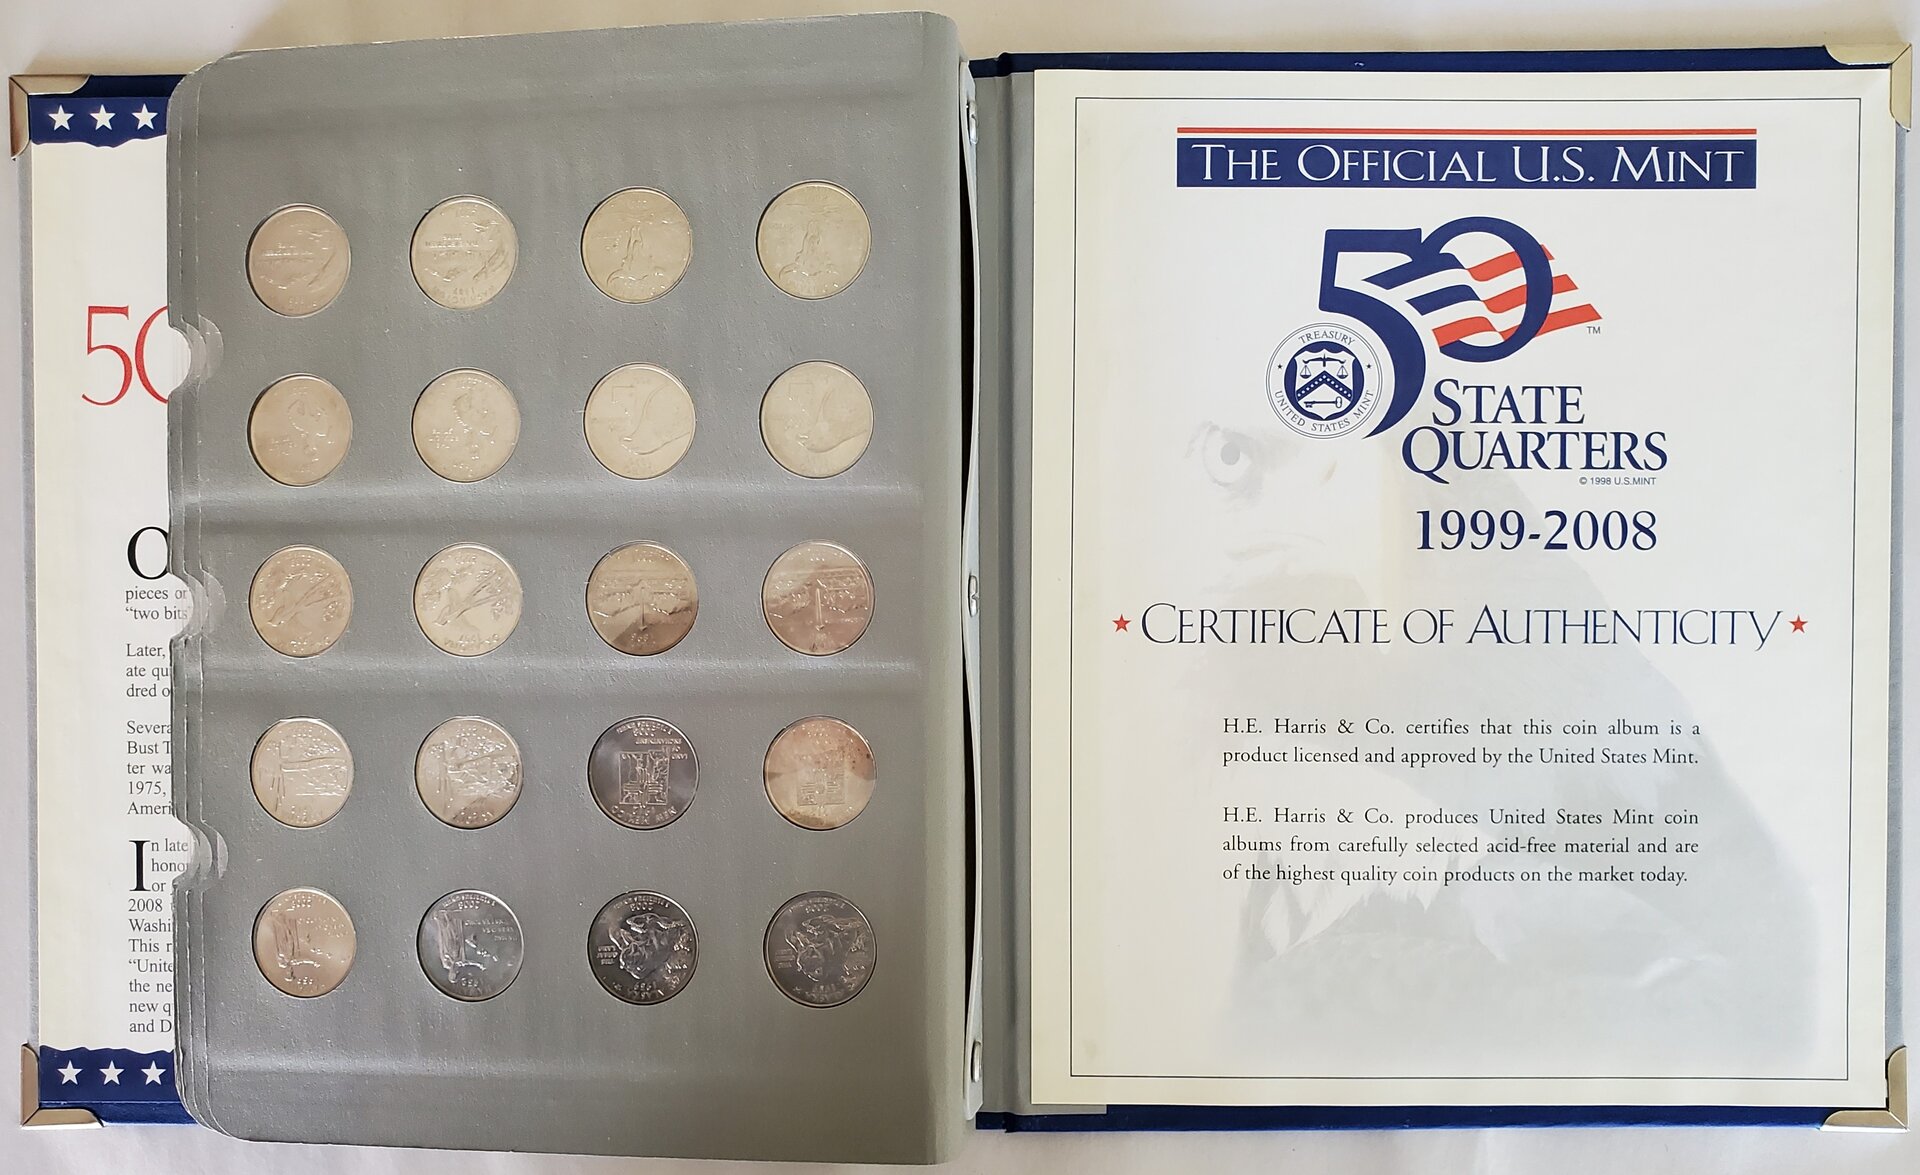 50
O
pieces or
"two bits"
Later,
ate qu
dred o
Severa
Bust T
ter wa
1975,
Ameri
In late
honor
or
2008
Washi
This r
"Unite
the ne
new q
and D
THE OFFICIAL U.S. MINT
50
TREASURY
UNITED STATES MINT
TM
STATE
QUARTERS
© 1998 U.S.MINT
1999-2008
CERTIFICATE OF AUTHENTICITY
H.E. Harris & Co. certifies that this coin album is a
product licensed and approved by the United States Mint.
H.E. Harris & Co. produces United States Mint coin
albums from carefully selected acid-free material and are
of the highest quality coin products on the market today.